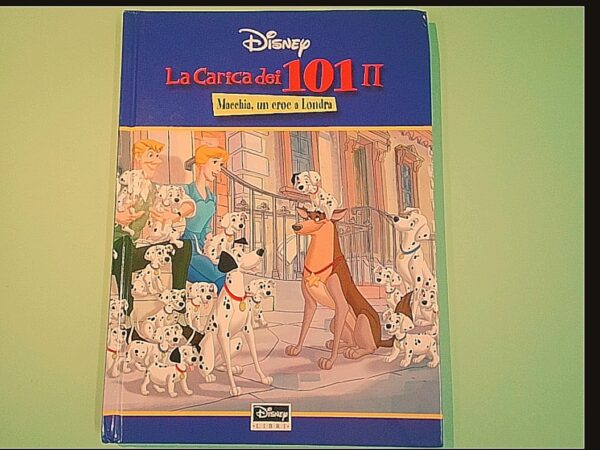 Disney
La Carica dei 101 II
Macchia, un eroe a Londra
Disney
LIBRI